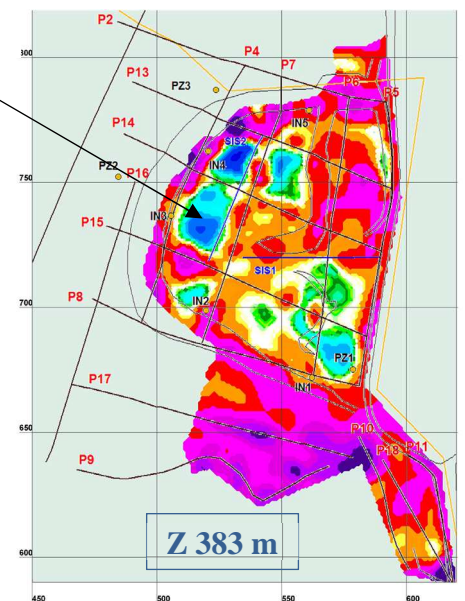 P2
P4
P7
300
P13
PZ3
P6
P5
P14
IN5
SIS2
IN4
PZ2
P16
750
IN3
P15
SIS1
P8
IN2
700
PZ1
P17
IN1
650
P10
P18
P11
P9
Z 383 m
600
450
500
550
600